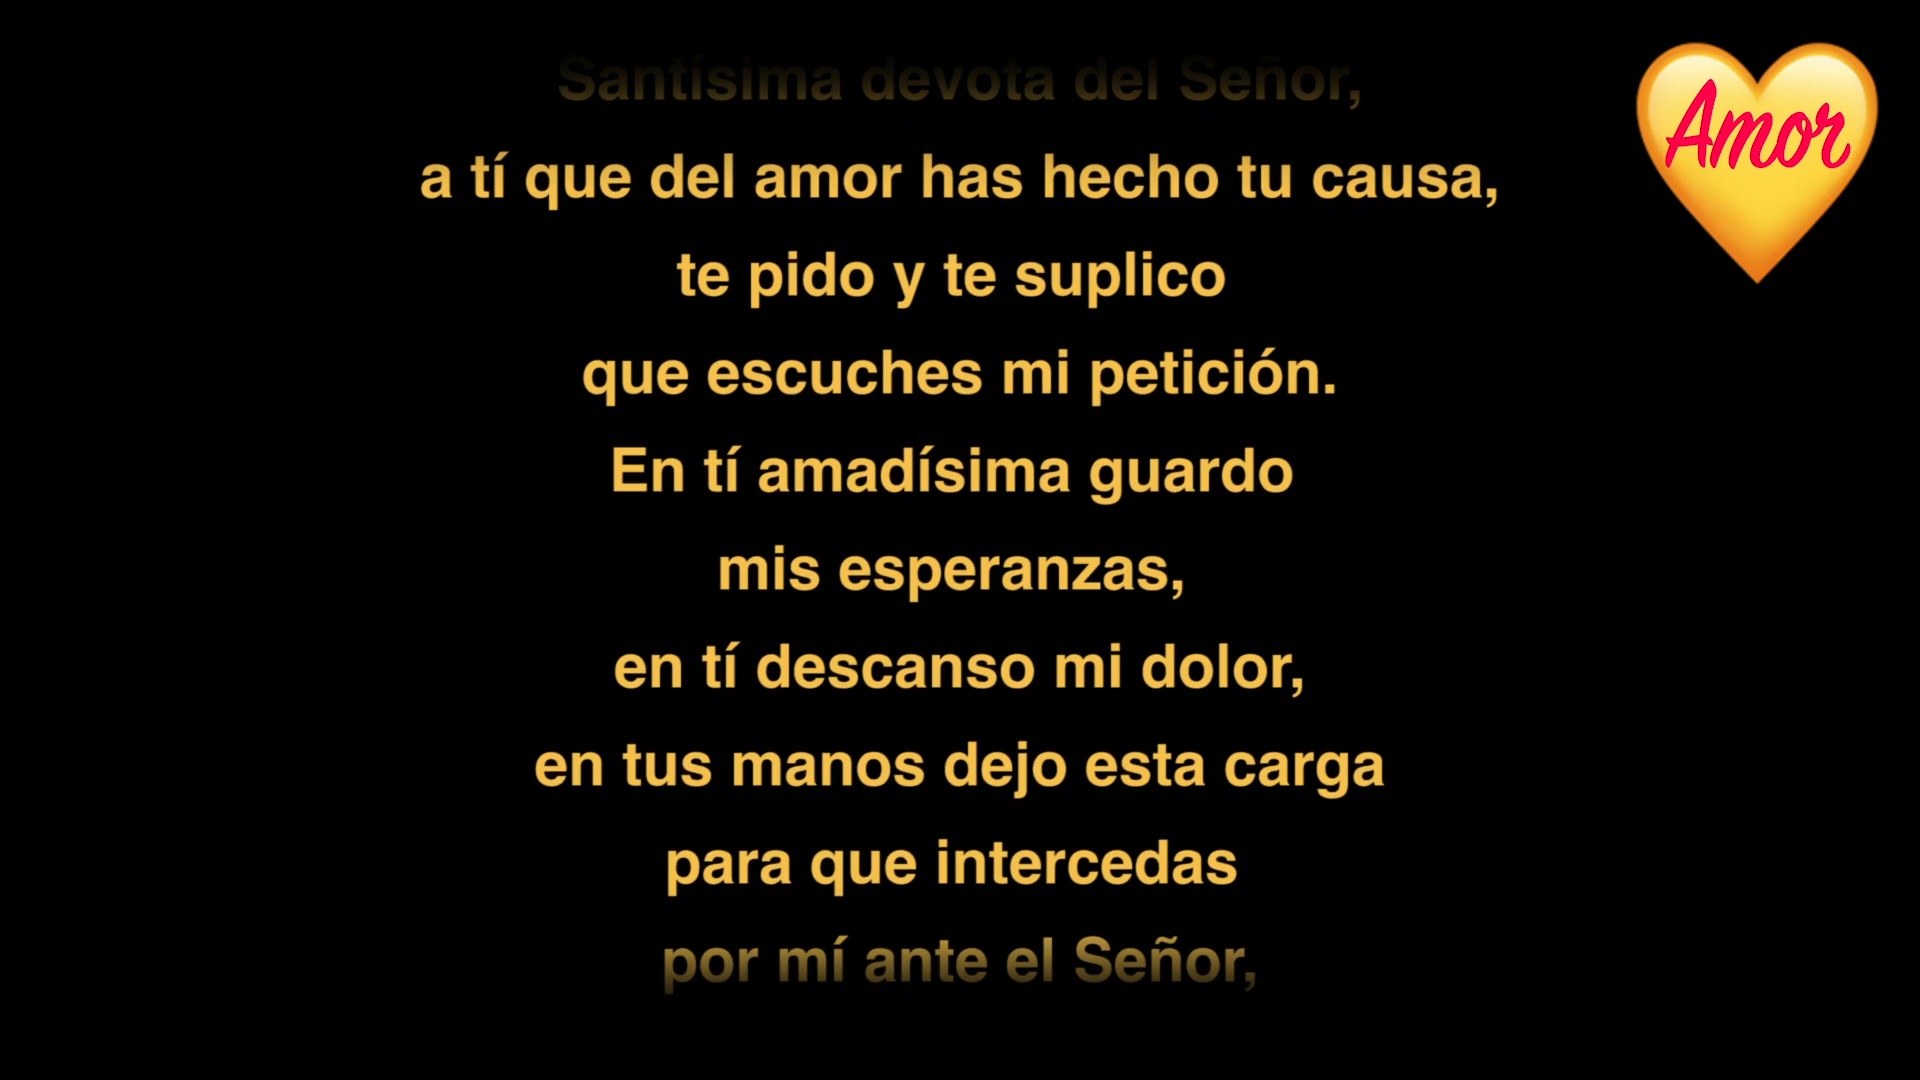 Santísima devota del Señor,
a tí que del amor has hecho tu causa,
te pido y te suplico
que escuches mi petición.
En tí amadísima guardo
mis esperanzas,
en tí descanso mi dolor,
en tus manos dejo esta carga
para que intercedas
por mí ante el Señor,
Amor